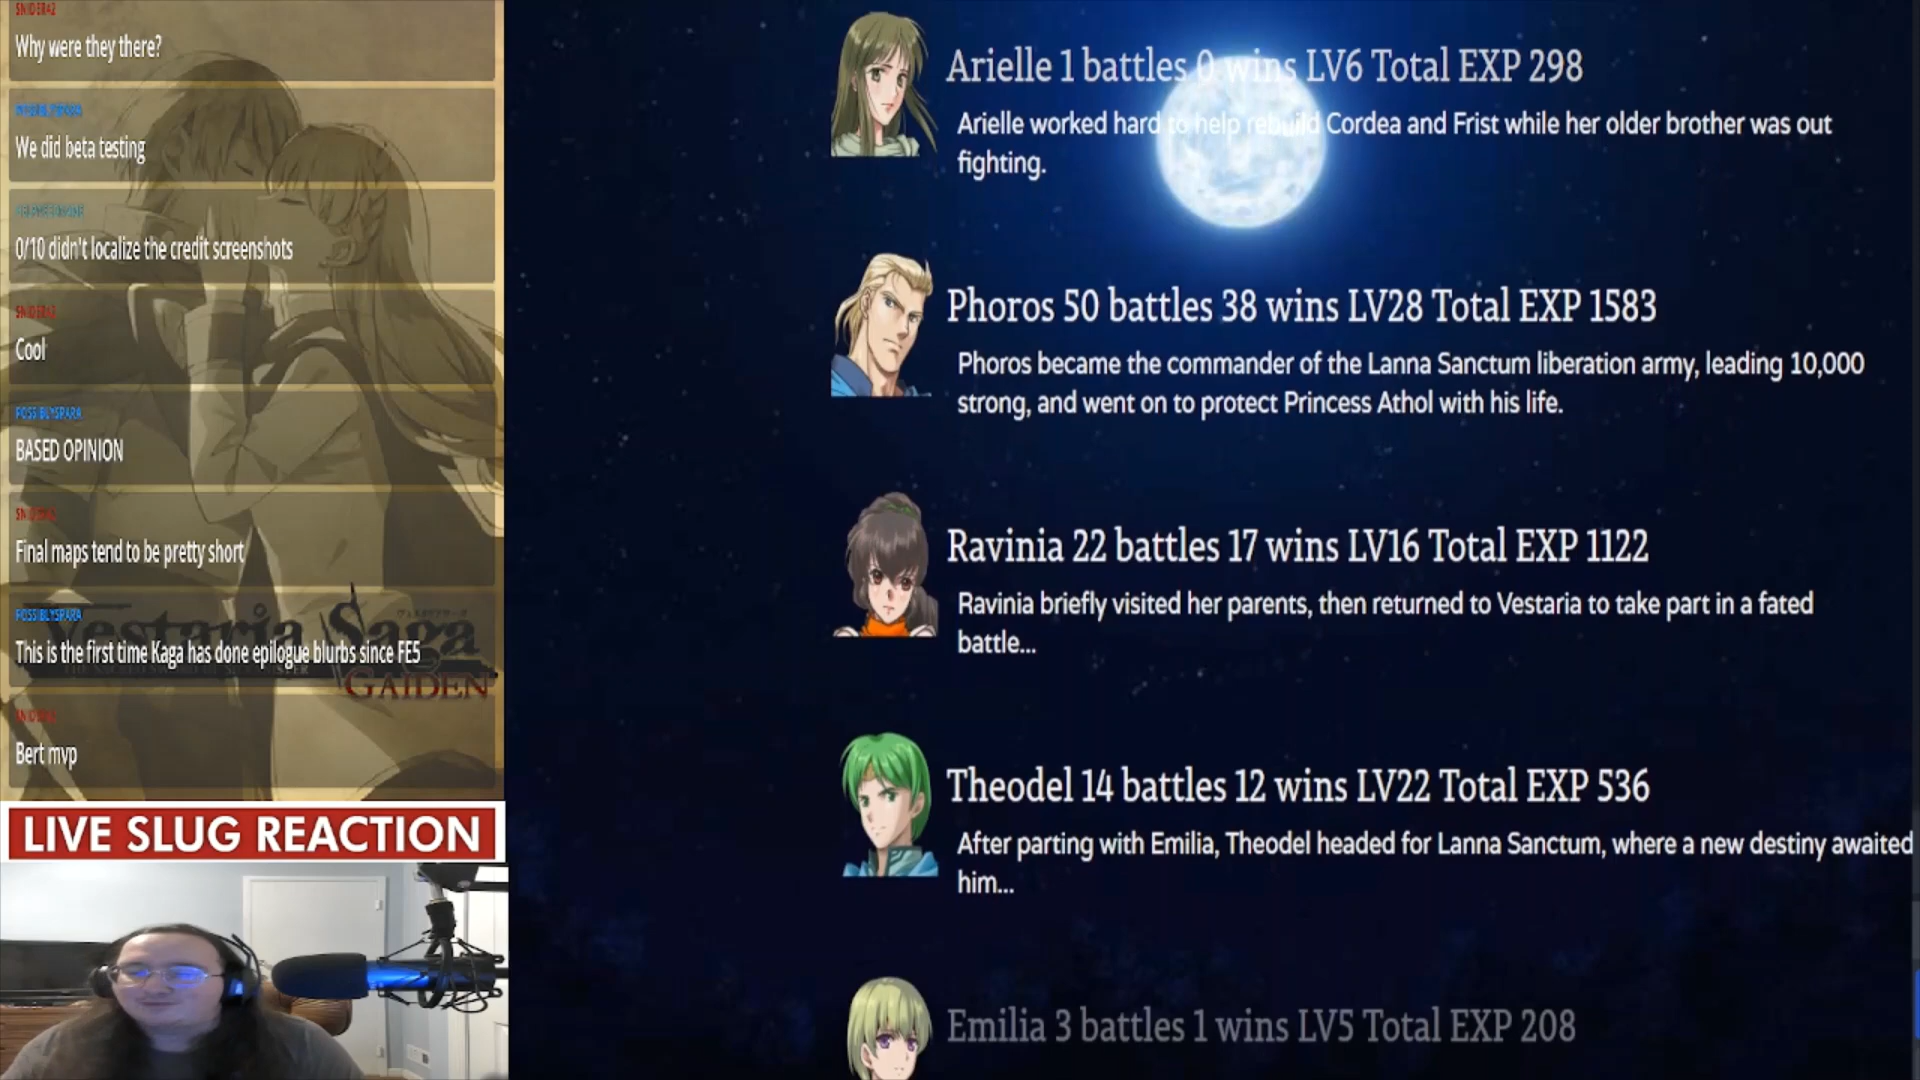 SNIDER42
Why were they there?
POSSIBLYSPARA
We did beta testing
0/10 didn't localize the credit screenshots
SNIDER42
Cool
POSSIBLYSPARA
BASED OPINION
SNIDER42
Final maps tend to be pretty short
POSSIBLYSPARA
This is the first time Kaga has done epilogue blurbs since FE5
Vestaria Saga
GAIDEN
SNIDER42
Bert mvp
LIVE SLUG REACTION
Arielle 1 battles 0 wins LV6 Total EXP 298
Arielle worked hard to help rebuild Cordea and Frist while her older brother was out
fighting.
Phoros 50 battles 38 wins LV28 Total EXP 1583
Phoros became the commander of the Lanna Sanctum liberation army, leading 10,000
strong, and went on to protect Princess Athol with his life.
Ravinia 22 battles 17 wins LV16 Total EXP 1122
Ravinia briefly visited her parents, then returned to Vestaria to take part in a fated
battle...
Theodel 14 battles 12 wins LV22 Total EXP 536
After parting with Emilia, Theodel headed for Lanna Sanctum, where a new destiny awaited
him...
Emilia 3 battles 1 wins LV5 Total EXP 208